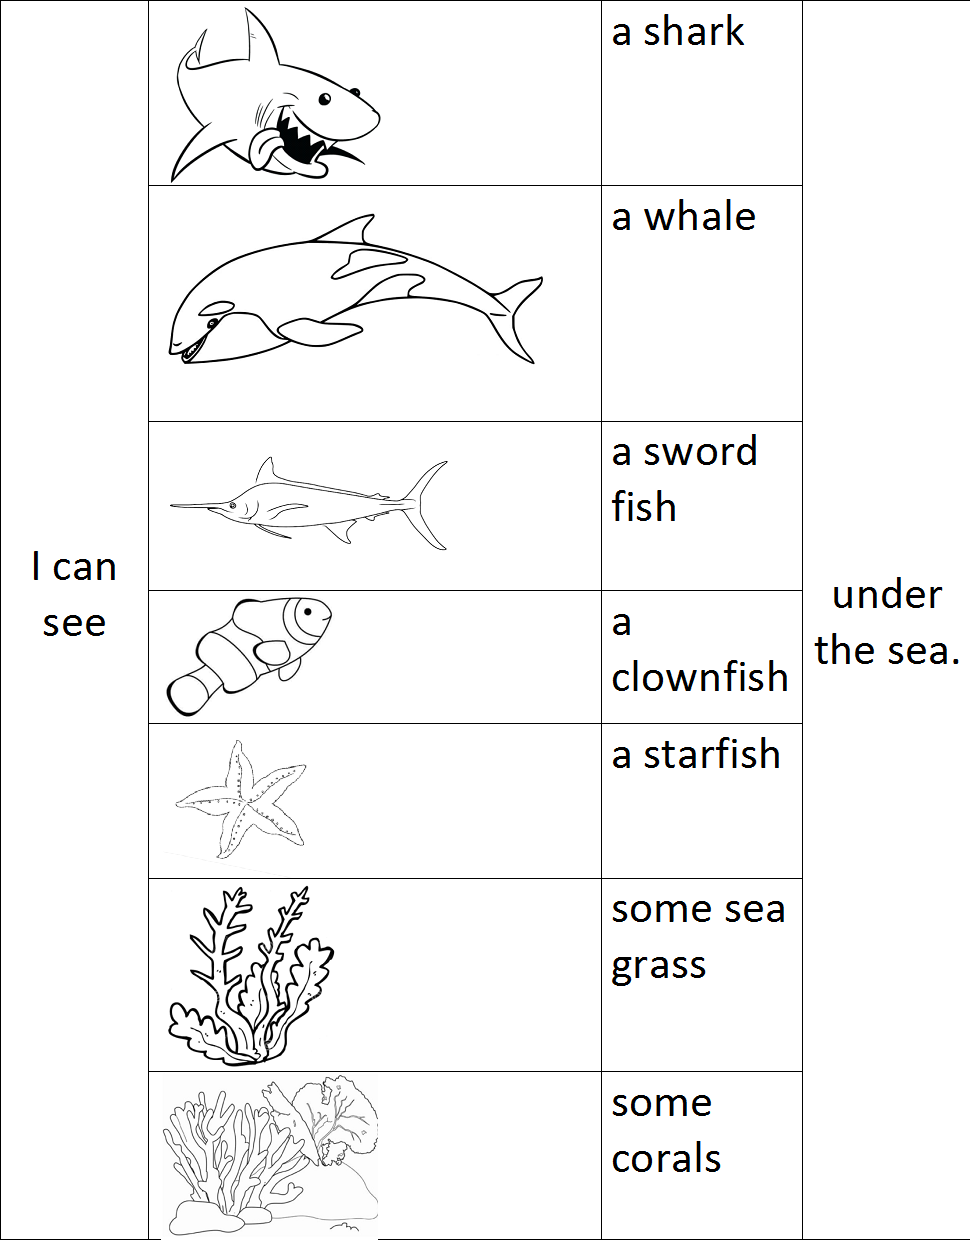 I can
see
a shark
a whale
a sword
fish
a
clownfish
a starfish
some sea
grass
some
corals
under
the sea.